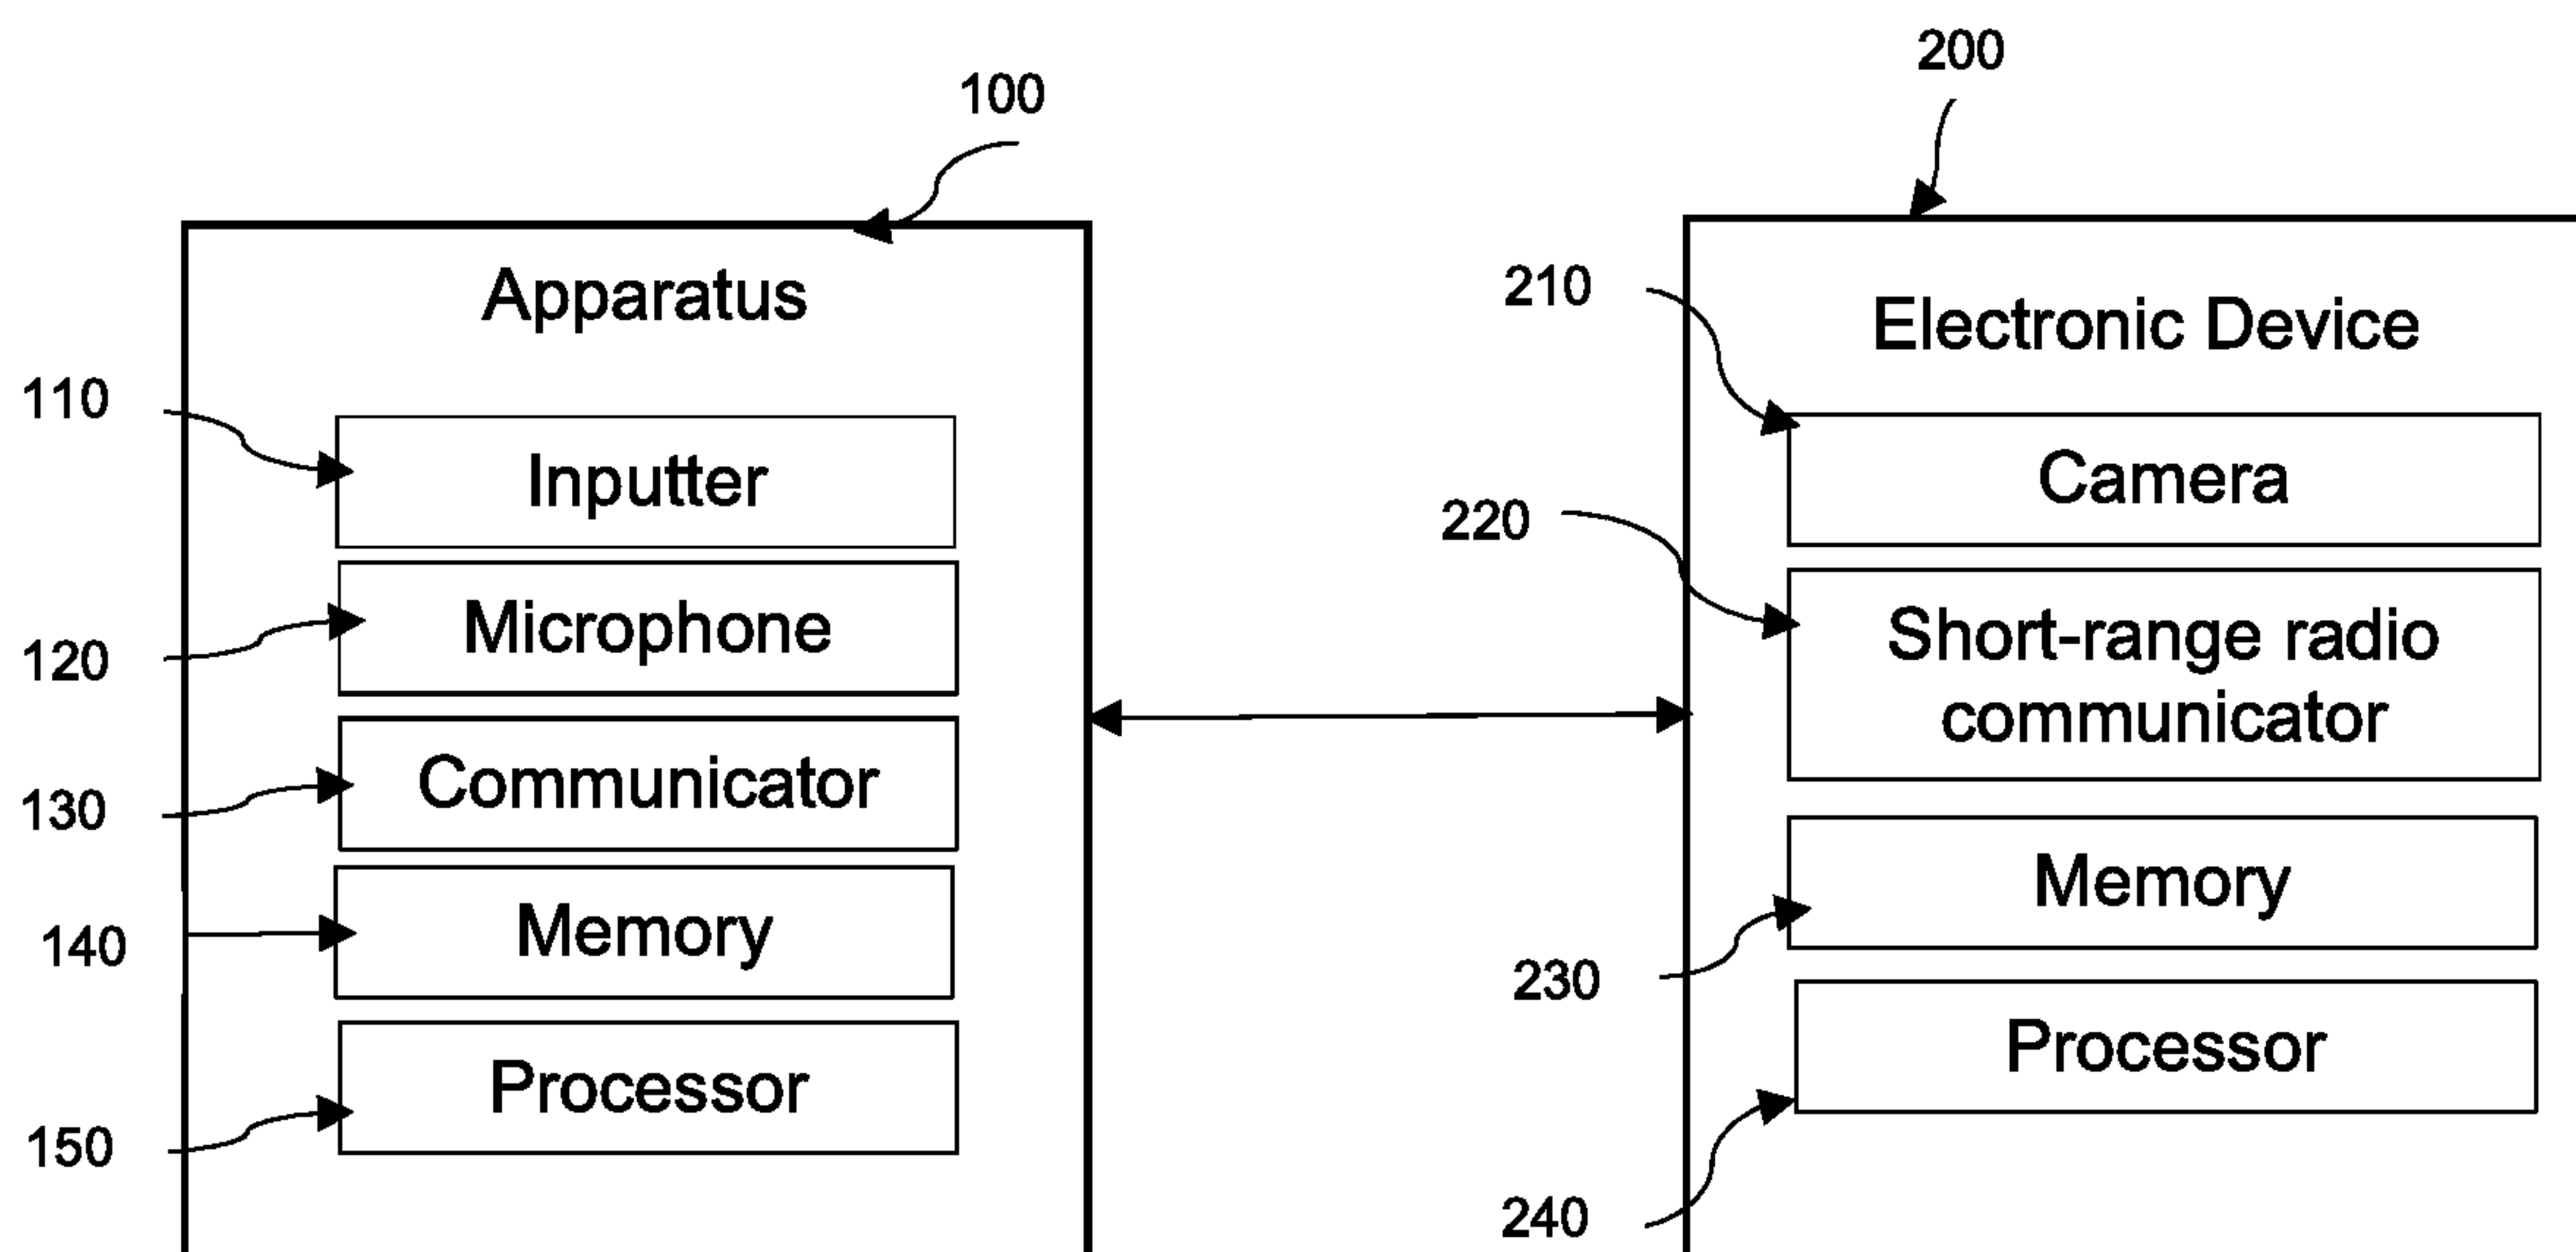 100
200
Apparatus
110
Inputter
120
Microphone
130
Communicator
140
Memory
150
Processor
Electronic Device
210
Camera
220
Short-range radio
communicator
230
Memory
240
Processor